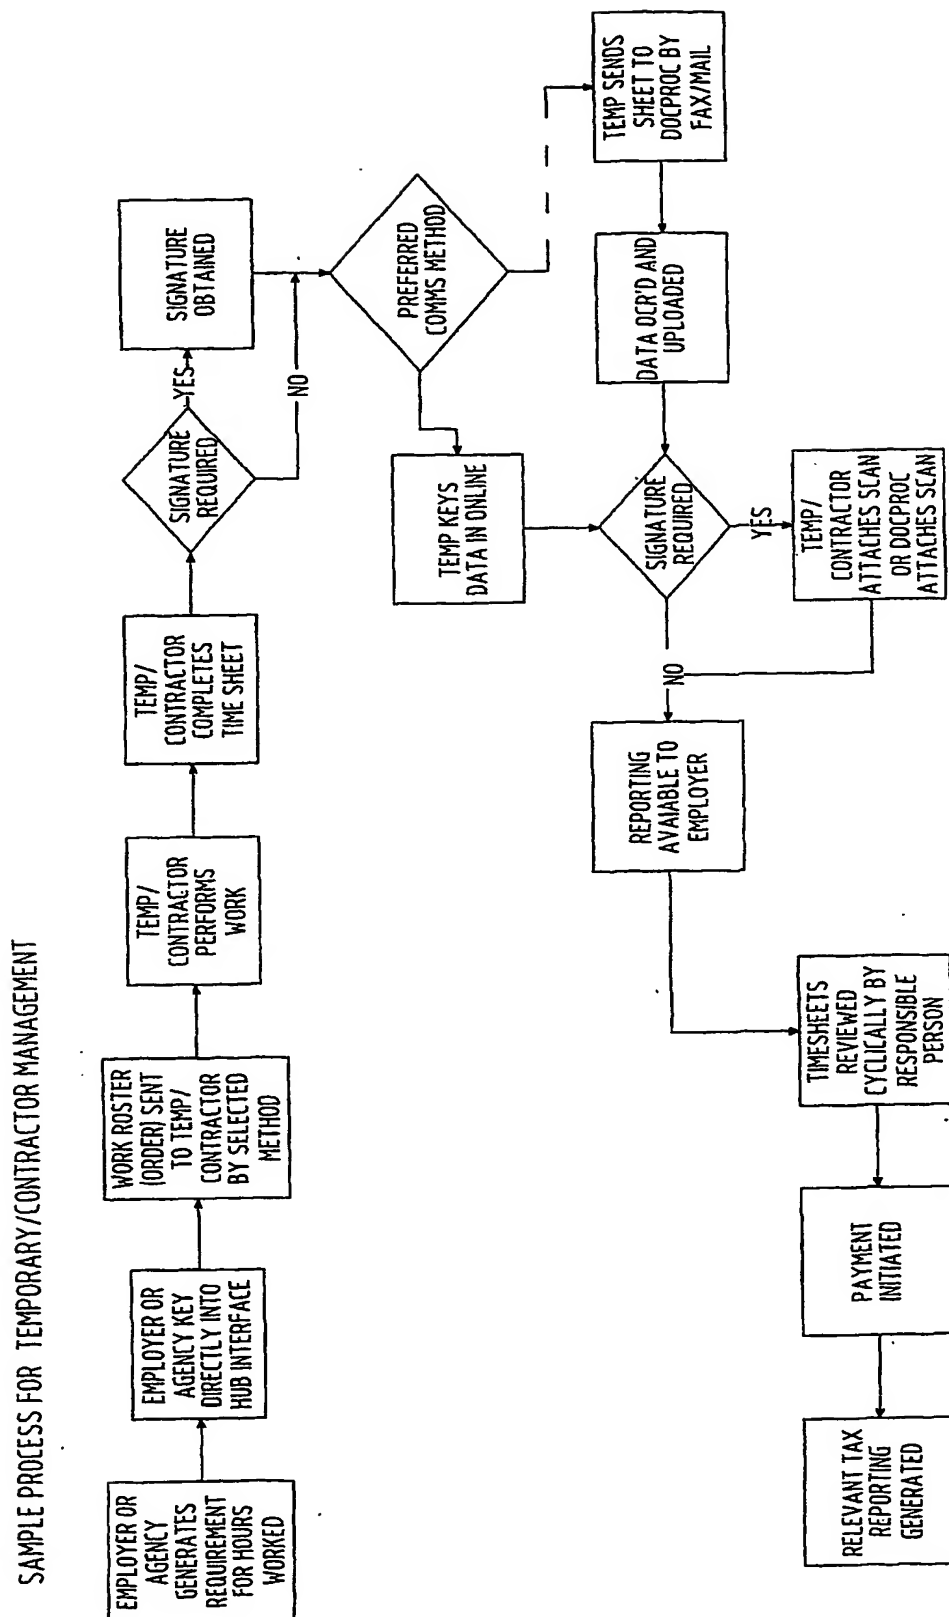 SAMPLE PROCESS FOR TEMPORARY/CONTRACTOR MANAGEMENT
EMPLOYER OR
AGENCY
GENERATES
REQUIREMENT
FOR HOURS
WORKED
EMPLOYER OR
AGENCY KEY
DIRECTLY INTO
HUB INTERFACE
WORK ROSTER
(ORDER) SENT
TO TEMP/
CONTRACTOR
BY SELECTED
METHOD
TEMP/
CONTRACTOR
PERFORMS
WORK
TEMP/
CONTRACTOR
COMPLETES
TIME SHEET
SIGNATURE
REQUIRED
YES
SIGNATURE
OBTAINED
NO
PREFERRED
COMMS METHOD
TEMP KEYS
DATA IN ONLINE
TEMP SENDS
SHEET TO
DOCPROC BY
FAX/MAIL
DATA OCR'D AND
UPLOADED
SIGNATURE
REQUIRED
YES
TEMP/
CONTRACTOR
ATTACHES SCAN
OR DOCPROC
ATTACHES SCAN
NO
REPORTING
AVAIABLE TO
EMPLOYER
TIMESHEETS
REVIEWED
CYCLICALLY BY
RESPONSIBLE
PERSON
PAYMENT
INITIATED
RELEVANT TAX
REPORTING
GENERATED